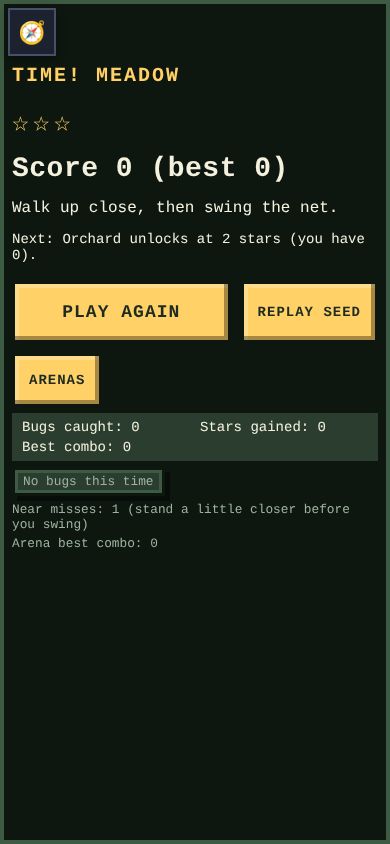 TIME! MEADOW
☆☆☆
Score 0 (best 0)
Walk up close, then swing the net.
Next: Orchard unlocks at 2 stars (you have
0).
PLAY AGAIN
REPLAY SEED
ARENAS
Bugs caught: 0
Stars gained: 0
Best combo: 0
No bugs this time
Near misses: 1 (stand a little closer before
you swing)
Arena best combo: 0